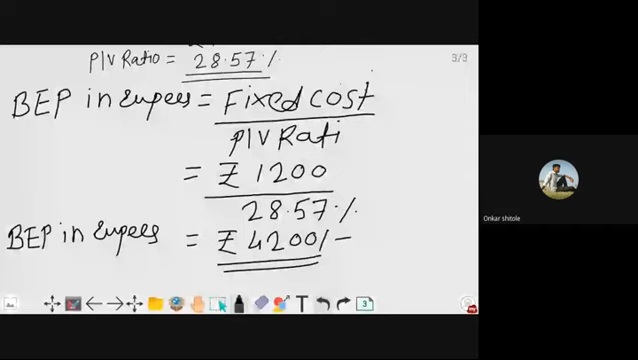 P/V Ratio = 28.57%
3/3
BEP in Rupees = Fixed Cost
P/V Rati
= ₹ 1200
28.57%
BEP in Rupees = ₹ 4200/-
Onkar shitole
T
3